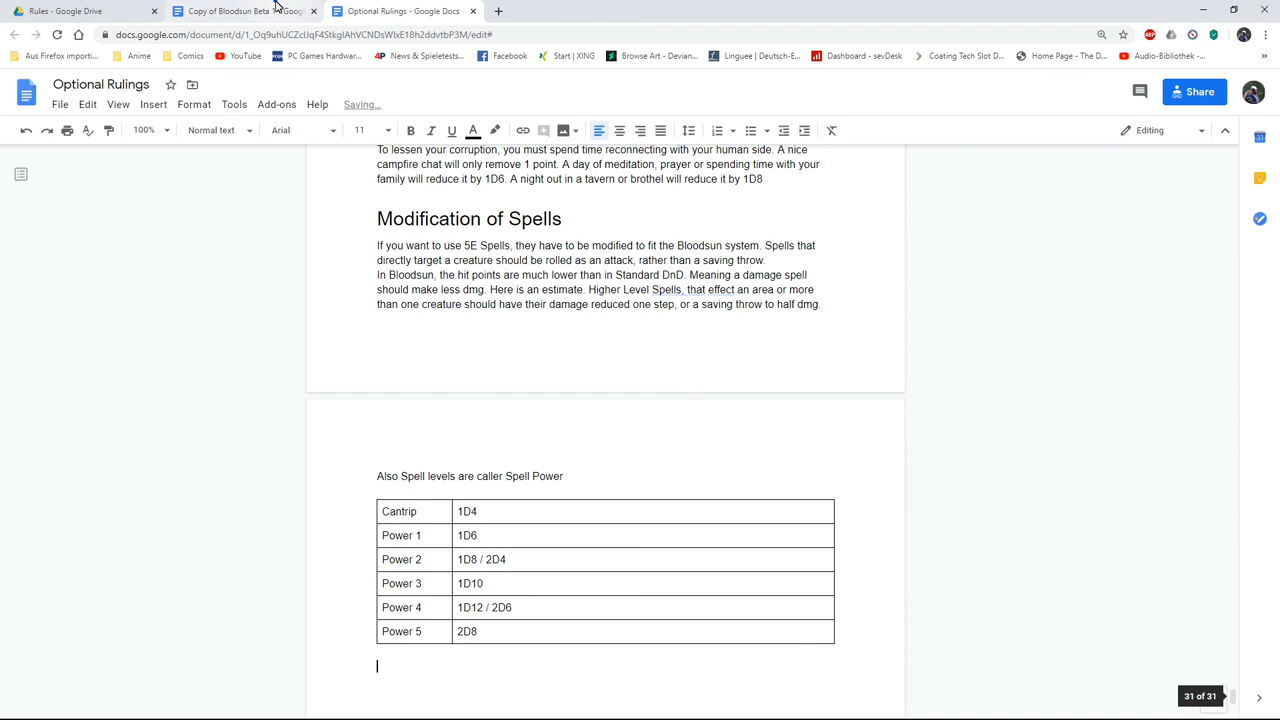 Rules - Google Drive
Copy of Bloodsun Beta
Optional Rulings - Google Docs
docs.google.com/document/d/1_Oq9uhUCZcIJqF4StkgIAhVCNDsWlxE18h2ddvtbP3M/edit#
Aus Firefox importi...
Anime
Comics
YouTube
PC Games Hardwar...
News & Spieletests...
Facebook
Start | XING
Browse Art - Devian...
Linguee | Deutsch-E...
Dashboard - sevDesk
Coating Tech Slot D...
Home Page - The D...
Audio-Bibliothek -...
Optional Rulings
File Edit View Insert Format Tools Add-ons Help Saving...
Share
100% Normal text Arial 11 Editing
To lessen your corruption, you must spend time reconnecting with your human side. A nice
campfire chat will only remove 1 point. A day of meditation, prayer or spending time with your
family will reduce it by 1D6. A night out in a tavern or brothel will reduce it by 1D8
Modification of Spells
If you want to use 5E Spells, they have to be modified to fit the Bloodsun system. Spells that
directly target a creature should be rolled as an attack, rather than a saving throw.
In Bloodsun, the hit points are much lower than in Standard DnD. Meaning a damage spell
should make less dmg. Here is an estimate. Higher Level Spells, that effect an area or more
than one creature should have their damage reduced one step, or a saving throw to half dmg.
Also Spell levels are caller Spell Power
Cantrip 1D4
Power 1 1D6
Power 2 1D8 / 2D4
Power 3 1D10
Power 4 1D12 / 2D6
Power 5 2D8
31 of 31